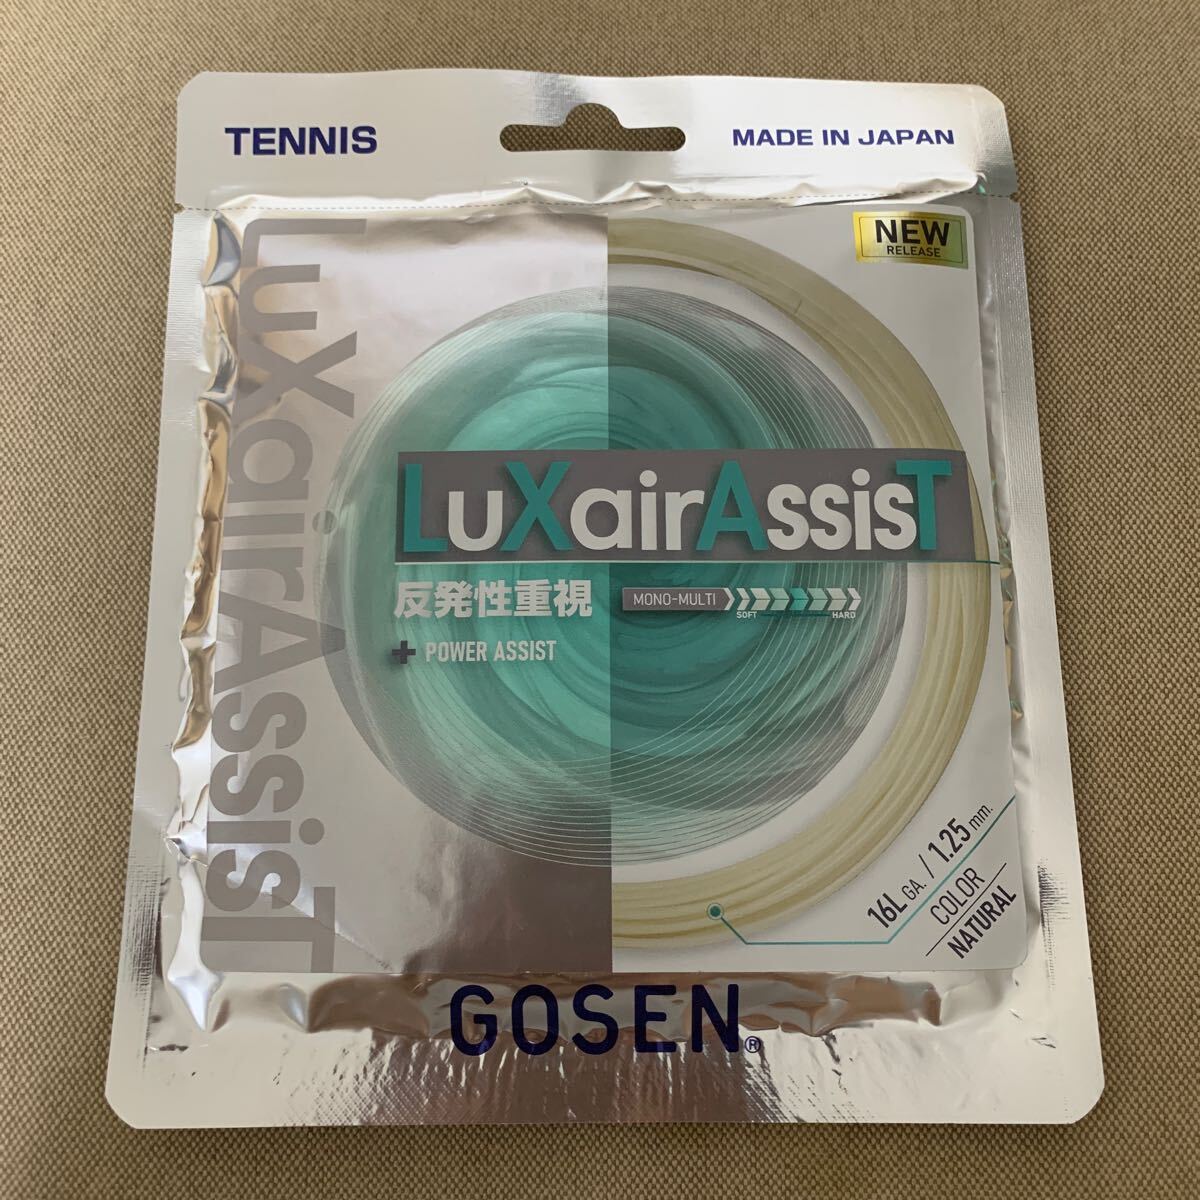 TENNIS
MADE IN JAPAN
NEW
RELEASE
LuXairAssisT
LuXairAssisT
反発性重視
MONO-MULTI
SOFT HARD
+ POWER ASSIST
16L GA. / 1.25 mm.
COLOR
NATURAL
GOSEN®